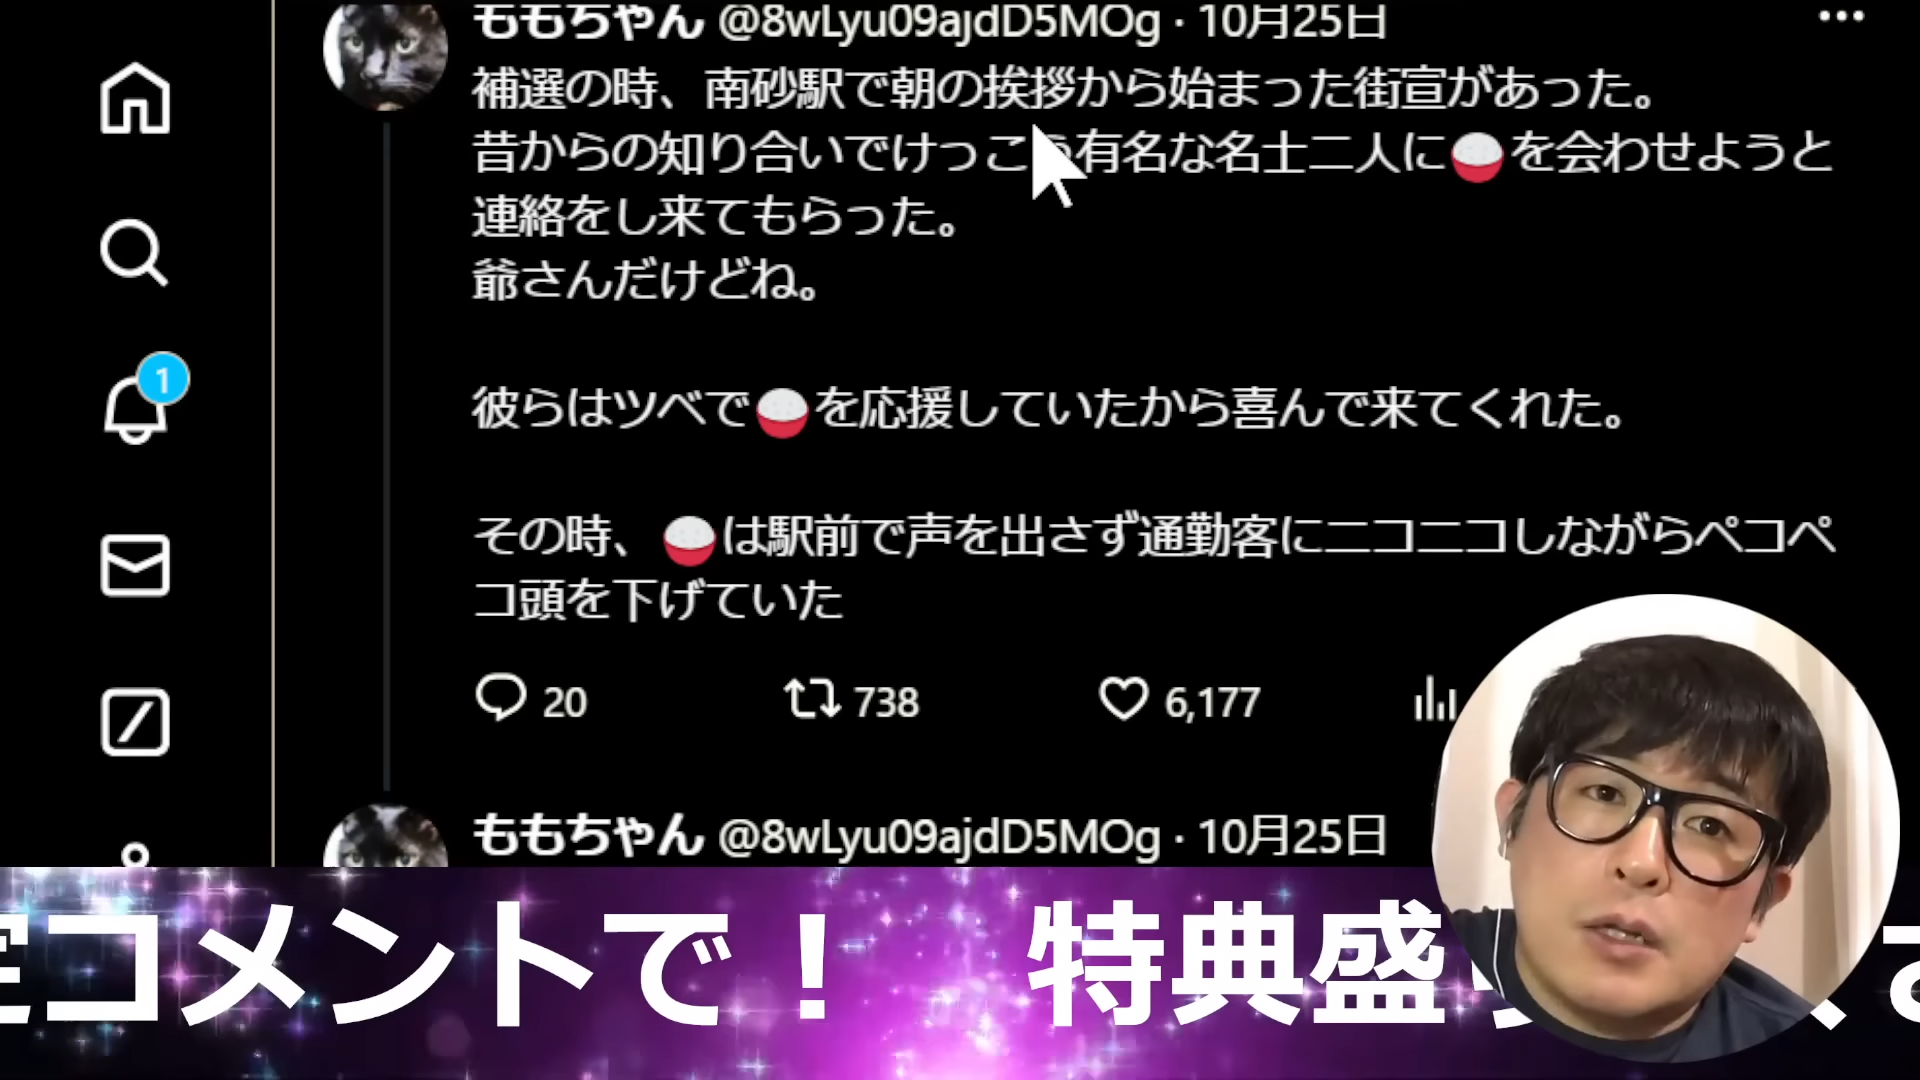 ももちゃん @8wLyu09ajdD5MOg · 10月25日
補選の時、南砂駅で朝の挨拶から始まった街宣があった。
昔からの知り合いでけっこう有名な名士二人に🍚を会わせようと
連絡をし来てもらった。
爺さんだけどね。
彼らはツベで🍚を応援していたから喜んで来てくれた。
その時、🍚は駅前で声を出さず通勤客にニコニコしながらペコペ
コ頭を下げていた
20 738 6,177
ももちゃん @8wLyu09ajdD5MOg · 10月25日
1
定コメントで! 特典盛り